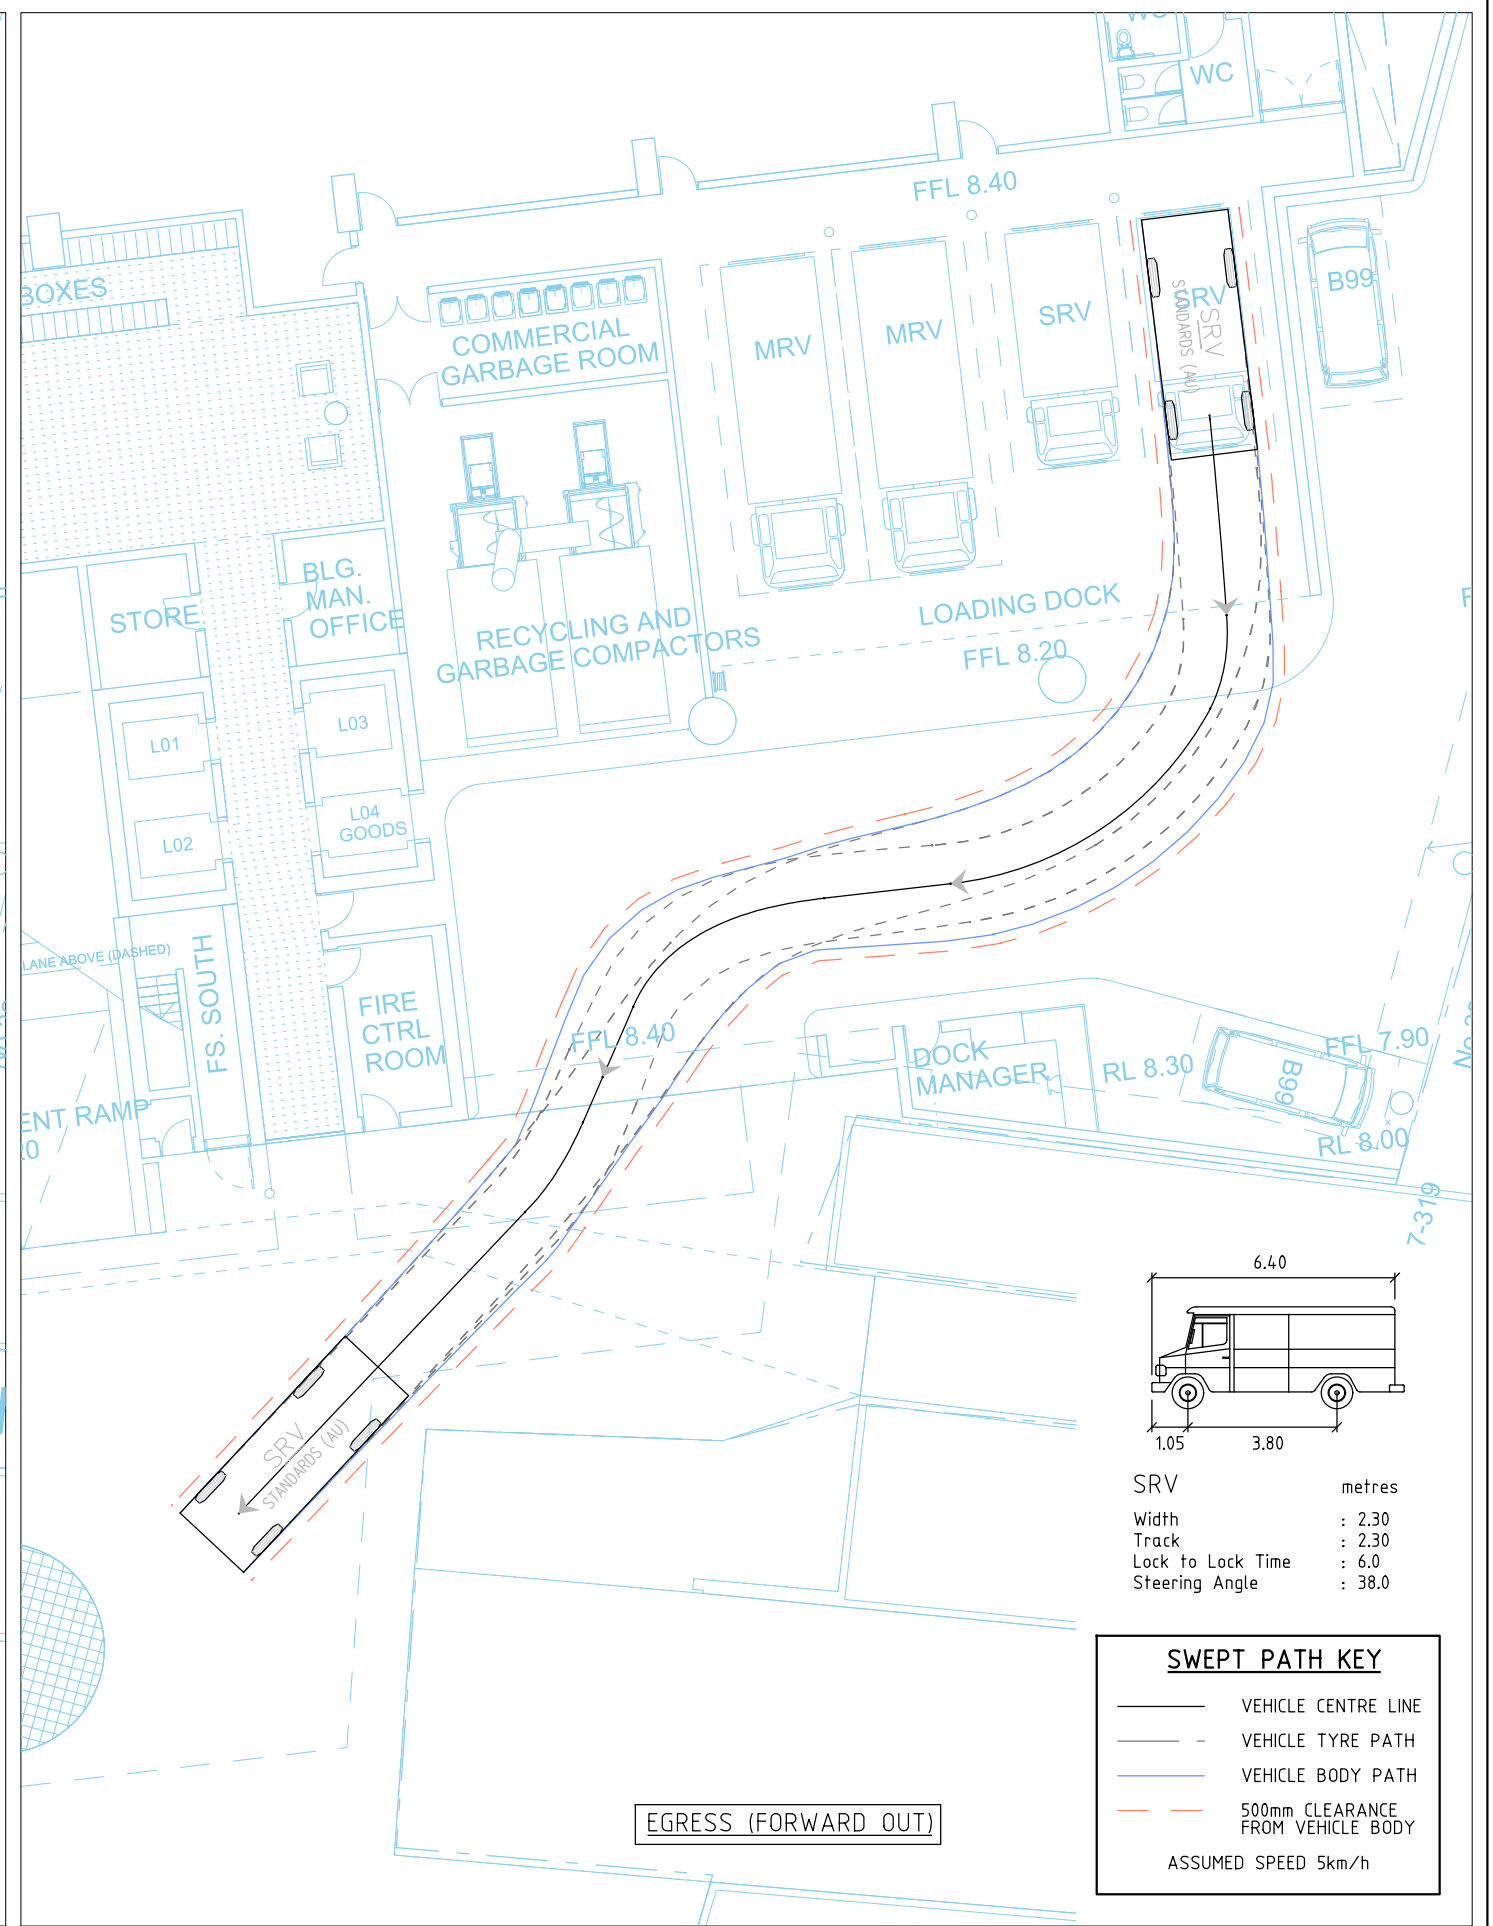 WC
WC
FFL 8.40
BOXES
B99
SRV
SRV
SRV
STANDARDS (AU)
MRV
MRV
COMMERCIAL
GARBAGE ROOM
BLG.
MAN.
OFFICE
STORE
LOADING DOCK
RECYCLING AND
GARBAGE COMPACTORS
FFL 8.20
L01
L03
L04
GOODS
L02
LANE ABOVE (DASHED)
FS. SOUTH
FIRE
CTRL
ROOM
FFL 8.40
DOCK
MANAGER
RL 8.30
FFL 7.90
B99
RL 8.00
ENT RAMP
7-319
SRV
STANDARDS (AU)
6.40
1.05
3.80
SRV metres
Width : 2.30
Track : 2.30
Lock to Lock Time : 6.0
Steering Angle : 38.0
SWEPT PATH KEY
VEHICLE CENTRE LINE
VEHICLE TYRE PATH
VEHICLE BODY PATH
500mm CLEARANCE
FROM VEHICLE BODY
ASSUMED SPEED 5km/h
EGRESS (FORWARD OUT)